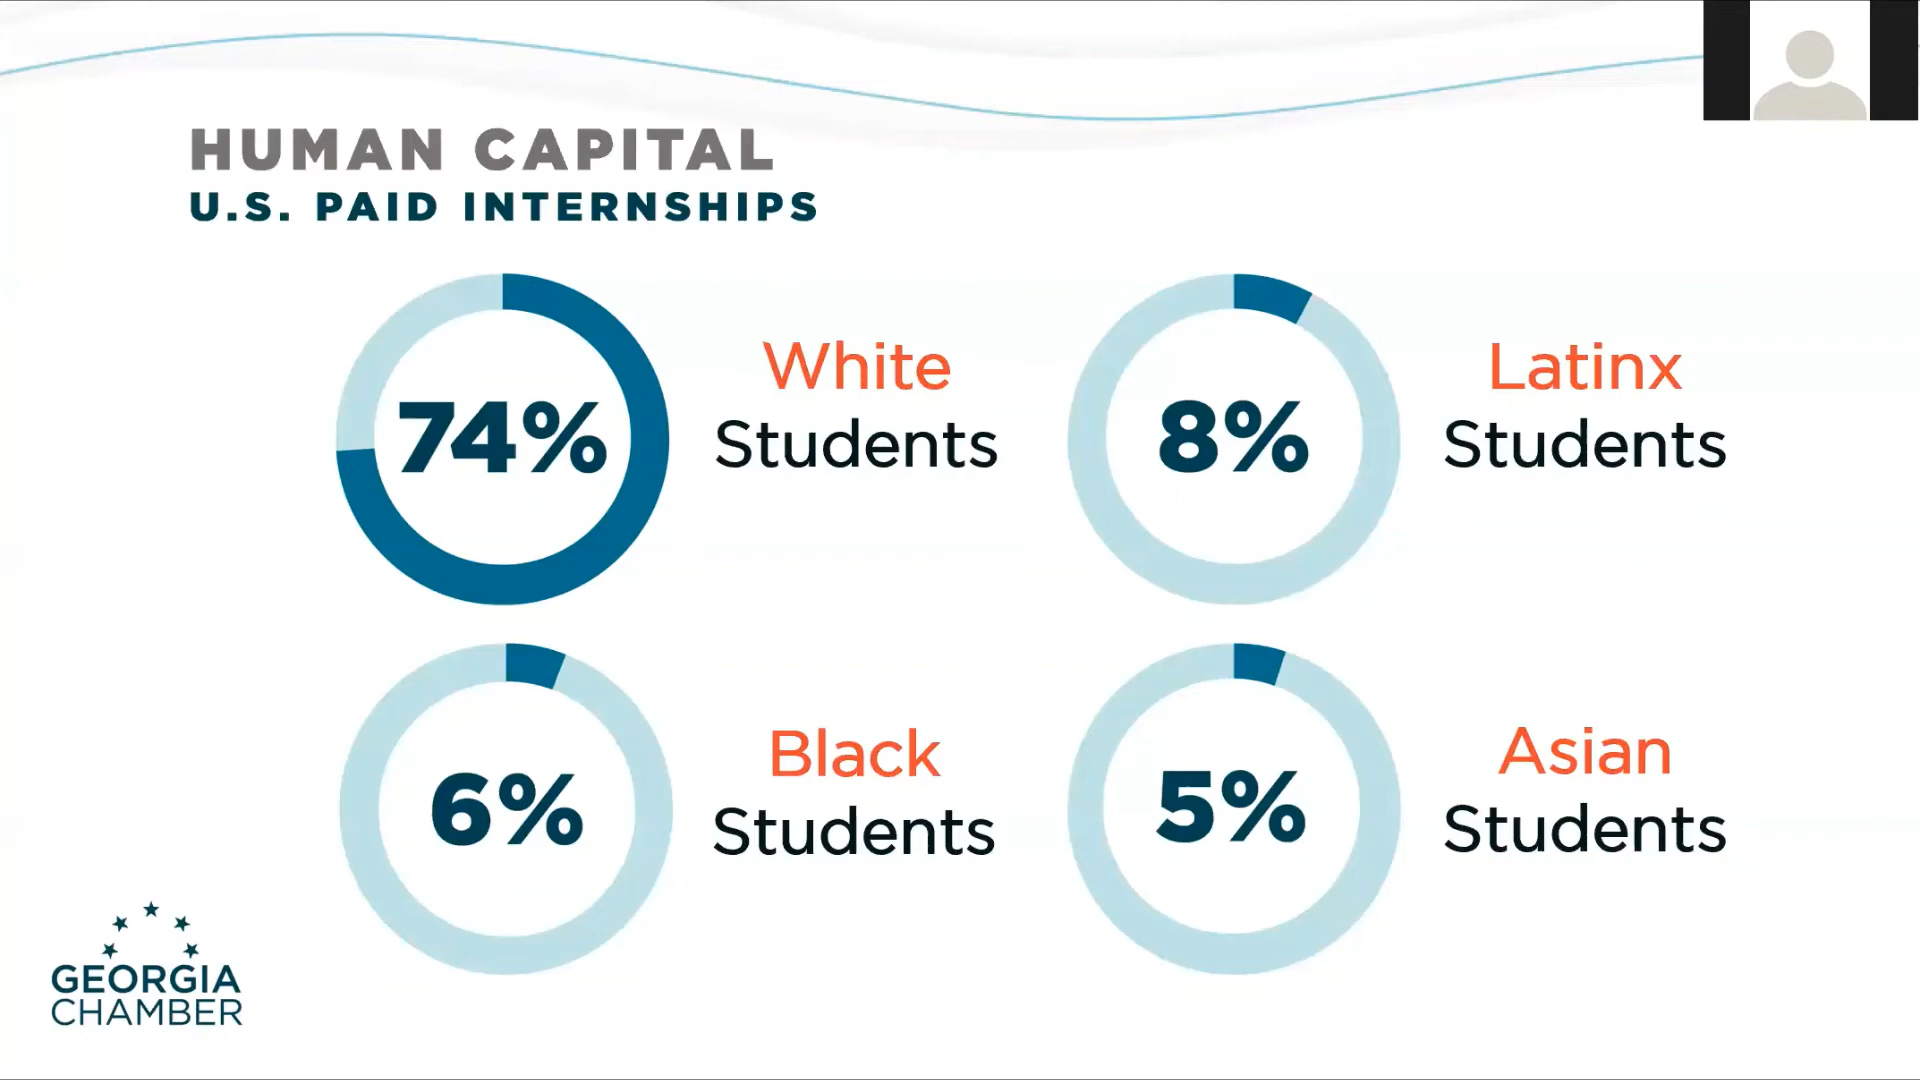 HUMAN CAPITAL
U.S. PAID INTERNSHIPS
74%
White
Students
8%
Latinx
Students
6%
Black
Students
5%
Asian
Students
GEORGIA
CHAMBER